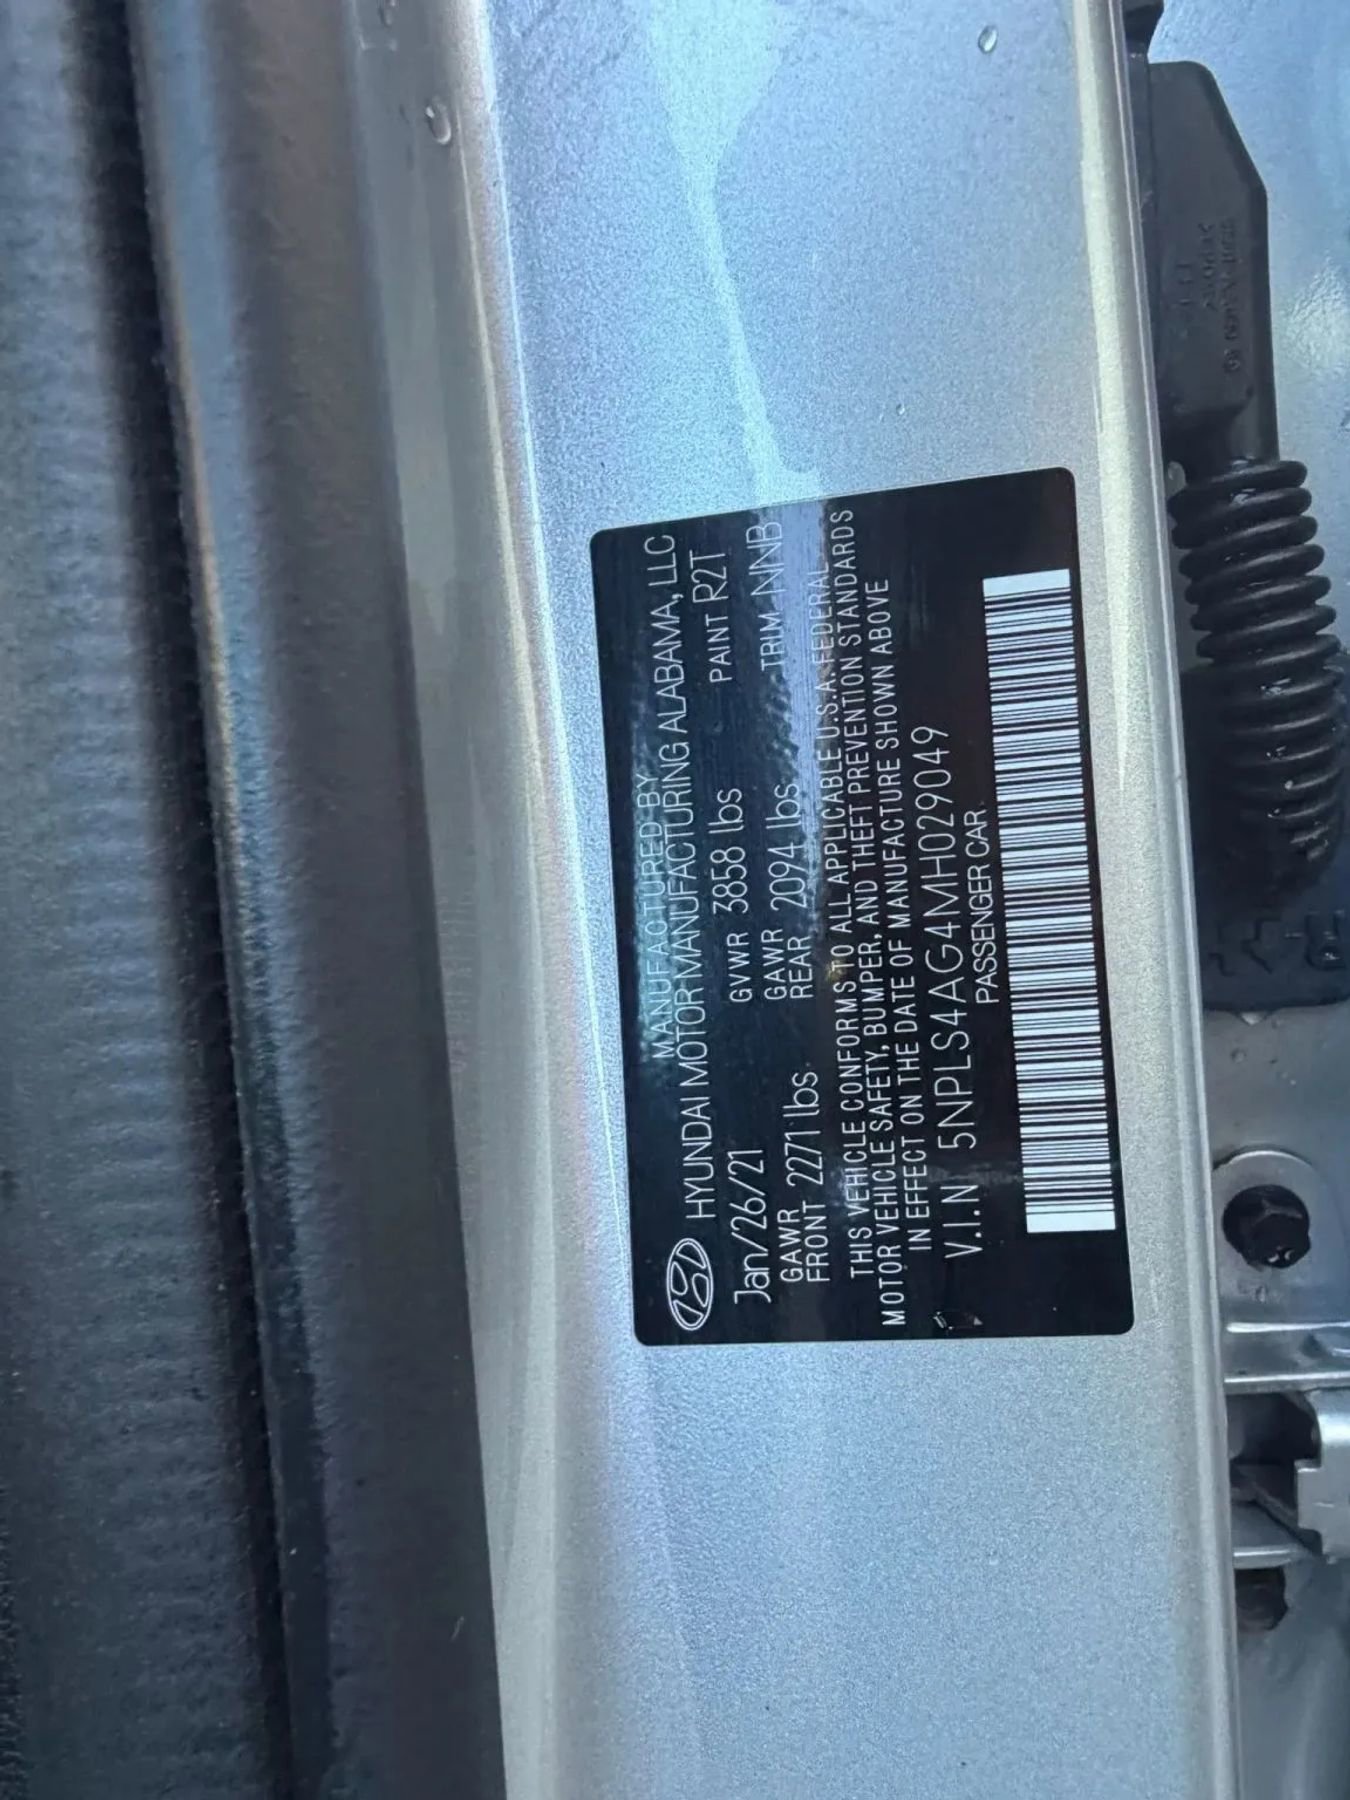 MANUFACTURED BY
HYUNDAI MOTOR MANUFACTURING ALABAMA, LLC
Jan/26/21 GVWR 3858 lbs PAINT R2T
GAWR FRONT 2271 lbs GAWR REAR 2094 lbs TRIM NNB
THIS VEHICLE CONFORMS TO ALL APPLICABLE U.S.A. FEDERAL
MOTOR VEHICLE SAFETY, BUMPER, AND THEFT PREVENTION STANDARDS
IN EFFECT ON THE DATE OF MANUFACTURE SHOWN ABOVE
V.I.N 5NPLS4AG4MH029049
PASSENGER CAR